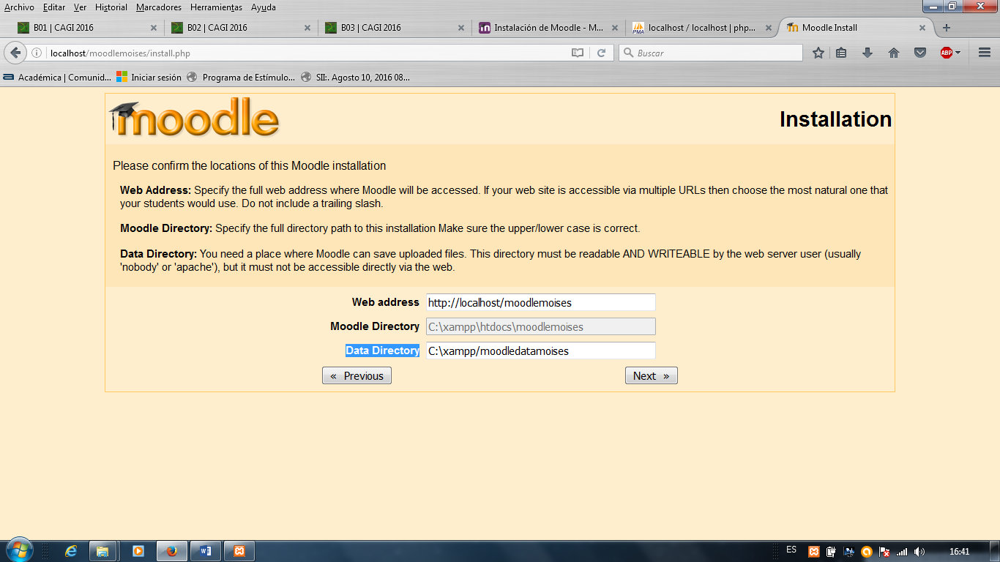 Archivo Editar Ver Historial Marcadores Herramientas Ayuda
B01 | CAGI 2016
B02 | CAGI 2016
B03 | CAGI 2016
Instalación de Moodle - M...
localhost / localhost | php...
Moodle Install
localhost/moodlemoises/install.php
Buscar
ABP
Académica | Comunid...
Iniciar sesión
Programa de Estímulo...
SII:. Agosto 10, 2016 08...
moodle
Installation
Please confirm the locations of this Moodle installation
Web Address: Specify the full web address where Moodle will be accessed. If your web site is accessible via multiple URLs then choose the most natural one that
your students would use. Do not include a trailing slash.
Moodle Directory: Specify the full directory path to this installation Make sure the upper/lower case is correct.
Data Directory: You need a place where Moodle can save uploaded files. This directory must be readable AND WRITEABLE by the web server user (usually
'nobody' or 'apache'), but it must not be accessible directly via the web.
Web address http://localhost/moodlemoises
Moodle Directory C:\xampp\htdocs\moodlemoises
Data Directory C:\xampp/moodledatamoises
« Previous
Next »
ES
16:41